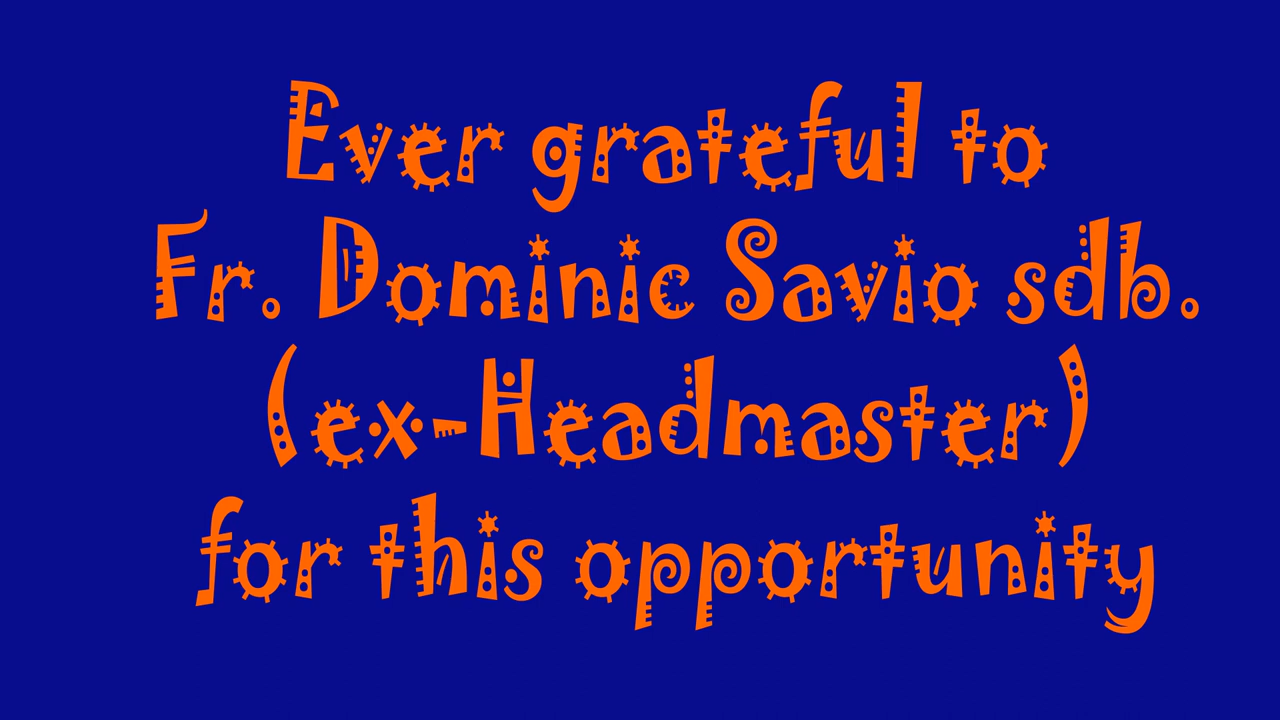 Ever grateful to
Fr. Dominic Savio sdb.
(ex-Headmaster)
for this opportunity